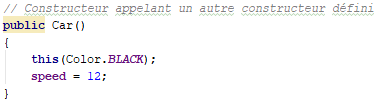 // Constructeur appelant un autre constructeur défini
public Car()
{
this(Color.BLACK);
speed = 12;
}